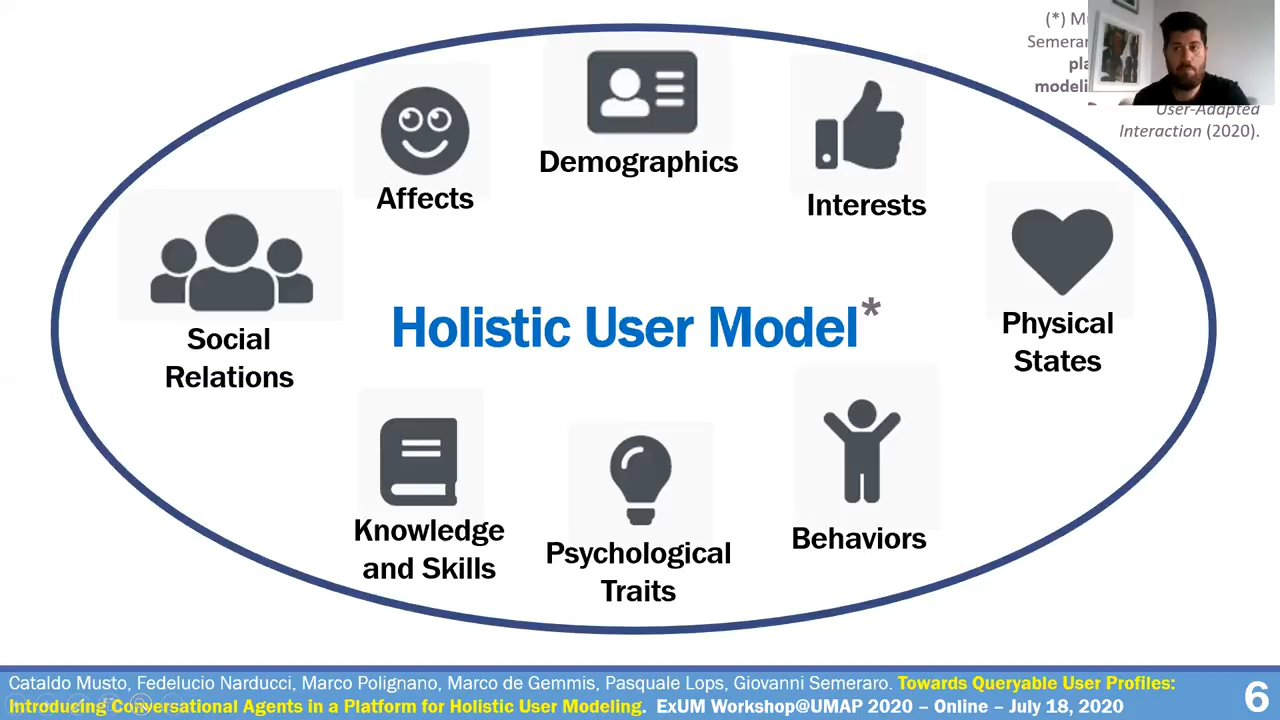 (*) M
Semera
pla
modeli
User-Adapted
Interaction (2020).
Demographics
Affects
Interests
Holistic User Model*
Physical
States
Social
Relations
Knowledge
and Skills
Psychological
Traits
Behaviors
Cataldo Musto, Fedelucio Narducci, Marco Polignano, Marco de Gemmis, Pasquale Lops, Giovanni Semeraro. Towards Queryable User Profiles:
Introducing Conversational Agents in a Platform for Holistic User Modeling. ExUM Workshop@UMAP 2020 – Online – July 18, 2020
6